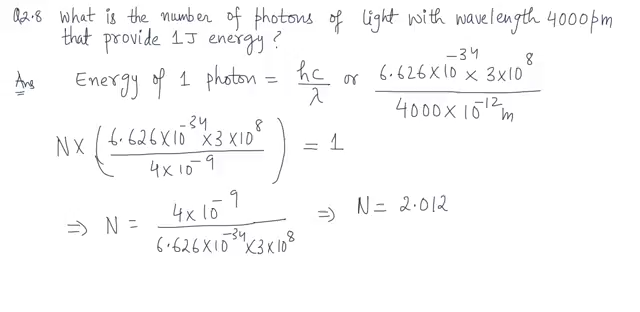 Q2.8 What is the number of photons of light with wavelength 4000pm
that provide 1J energy?
Ans Energy of 1 photon = hc/λ or 6.626×10^-34 × 3×10^8 / 4000×10^-12 m
N× (6.626×10^-34 ×3×10^8 / 4×10^-9) = 1
⇒ N = 4×10^-9 / 6.626×10^-34 ×3×10^8 ⇒ N = 2.012